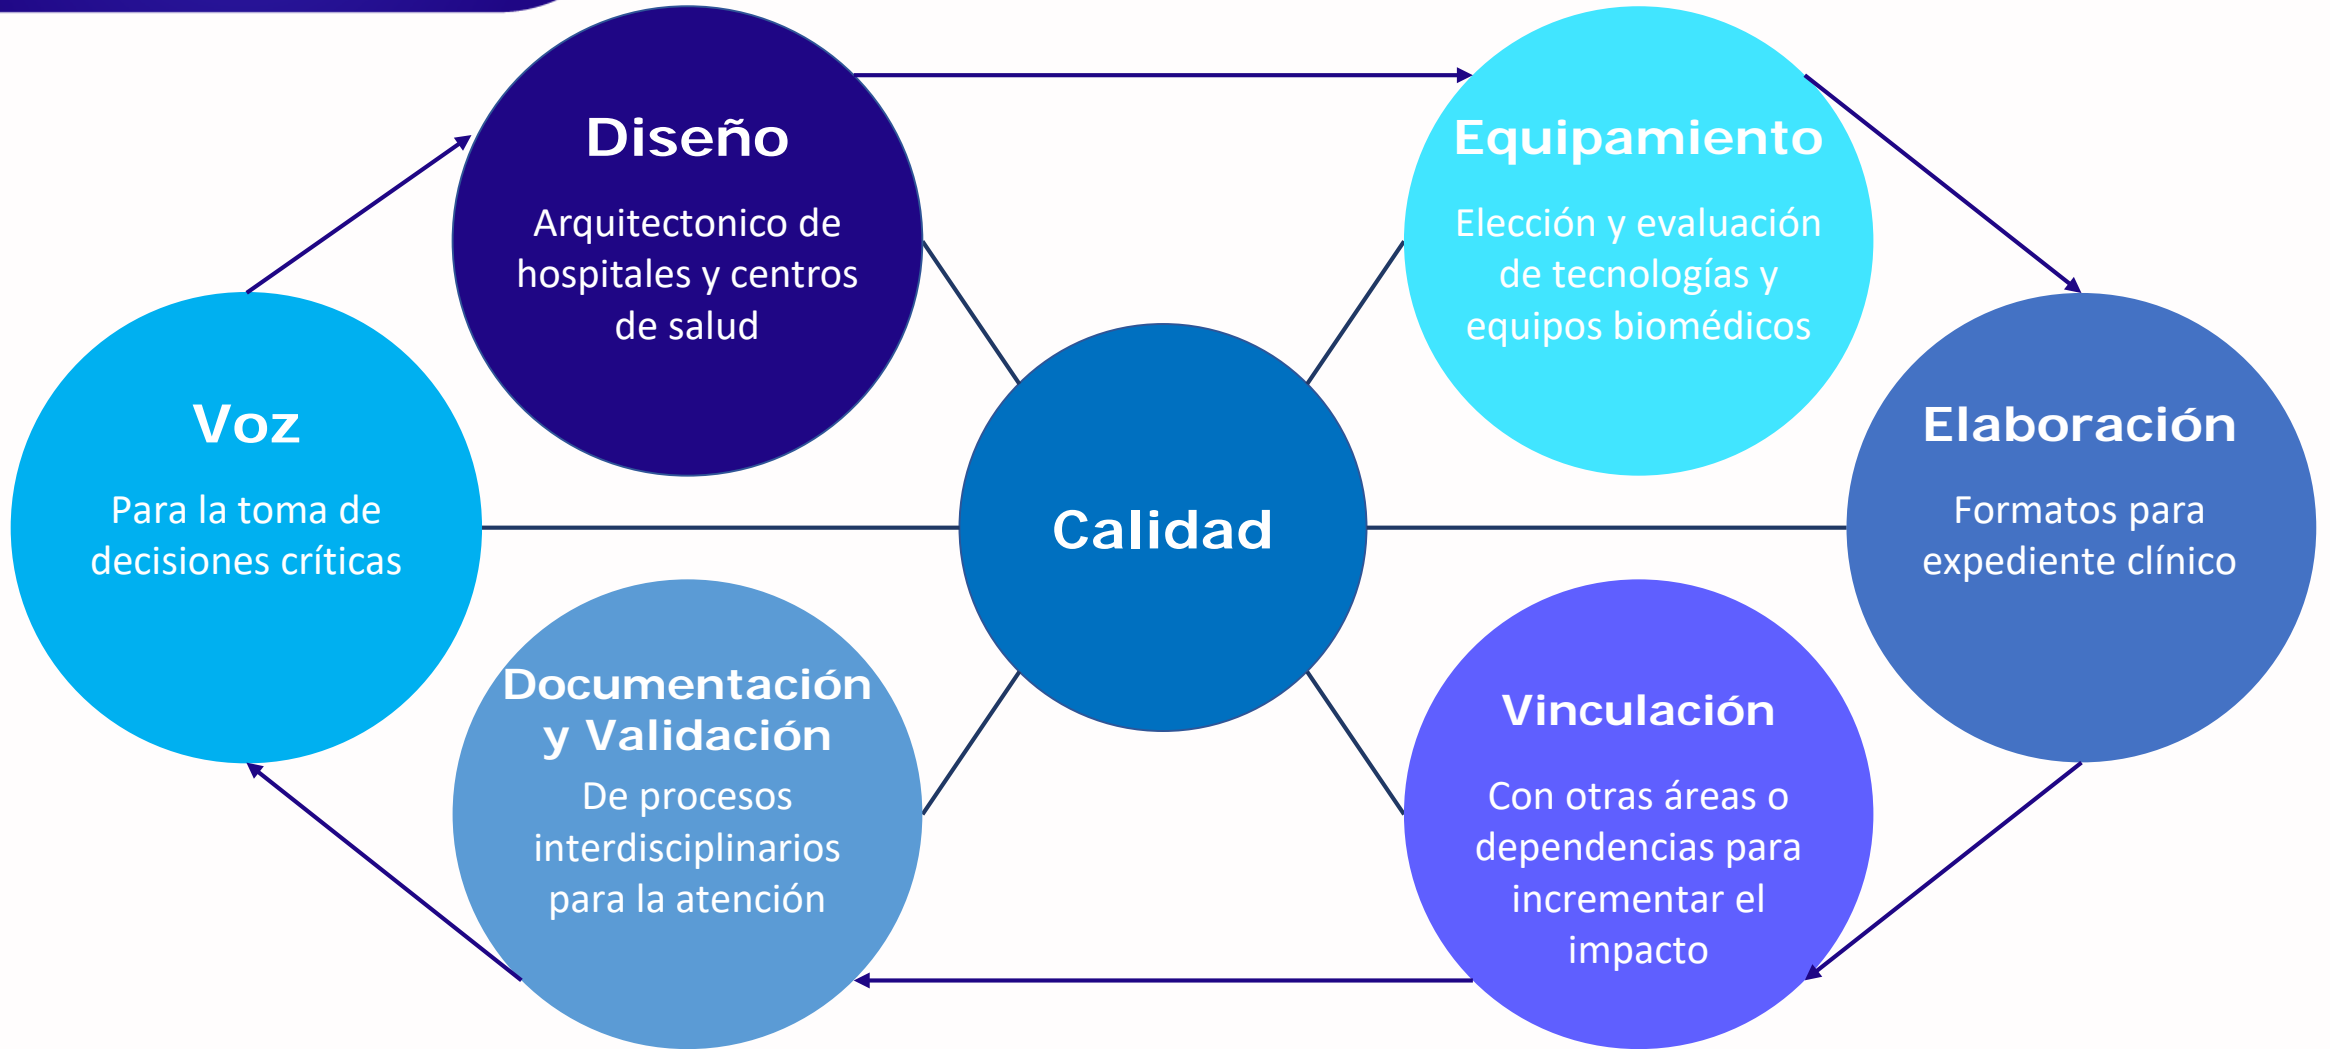 Diseño
Arquitectonico de
hospitales y centros
de salud
Equipamiento
Elección y evaluación
de tecnologías y
equipos biomédicos
Voz
Para la toma de
decisiones críticas
Calidad
Elaboración
Formatos para
expediente clínico
Documentación
y Validación
De procesos
interdisciplinarios
para la atención
Vinculación
Con otras áreas o
dependencias para
incrementar el
impacto